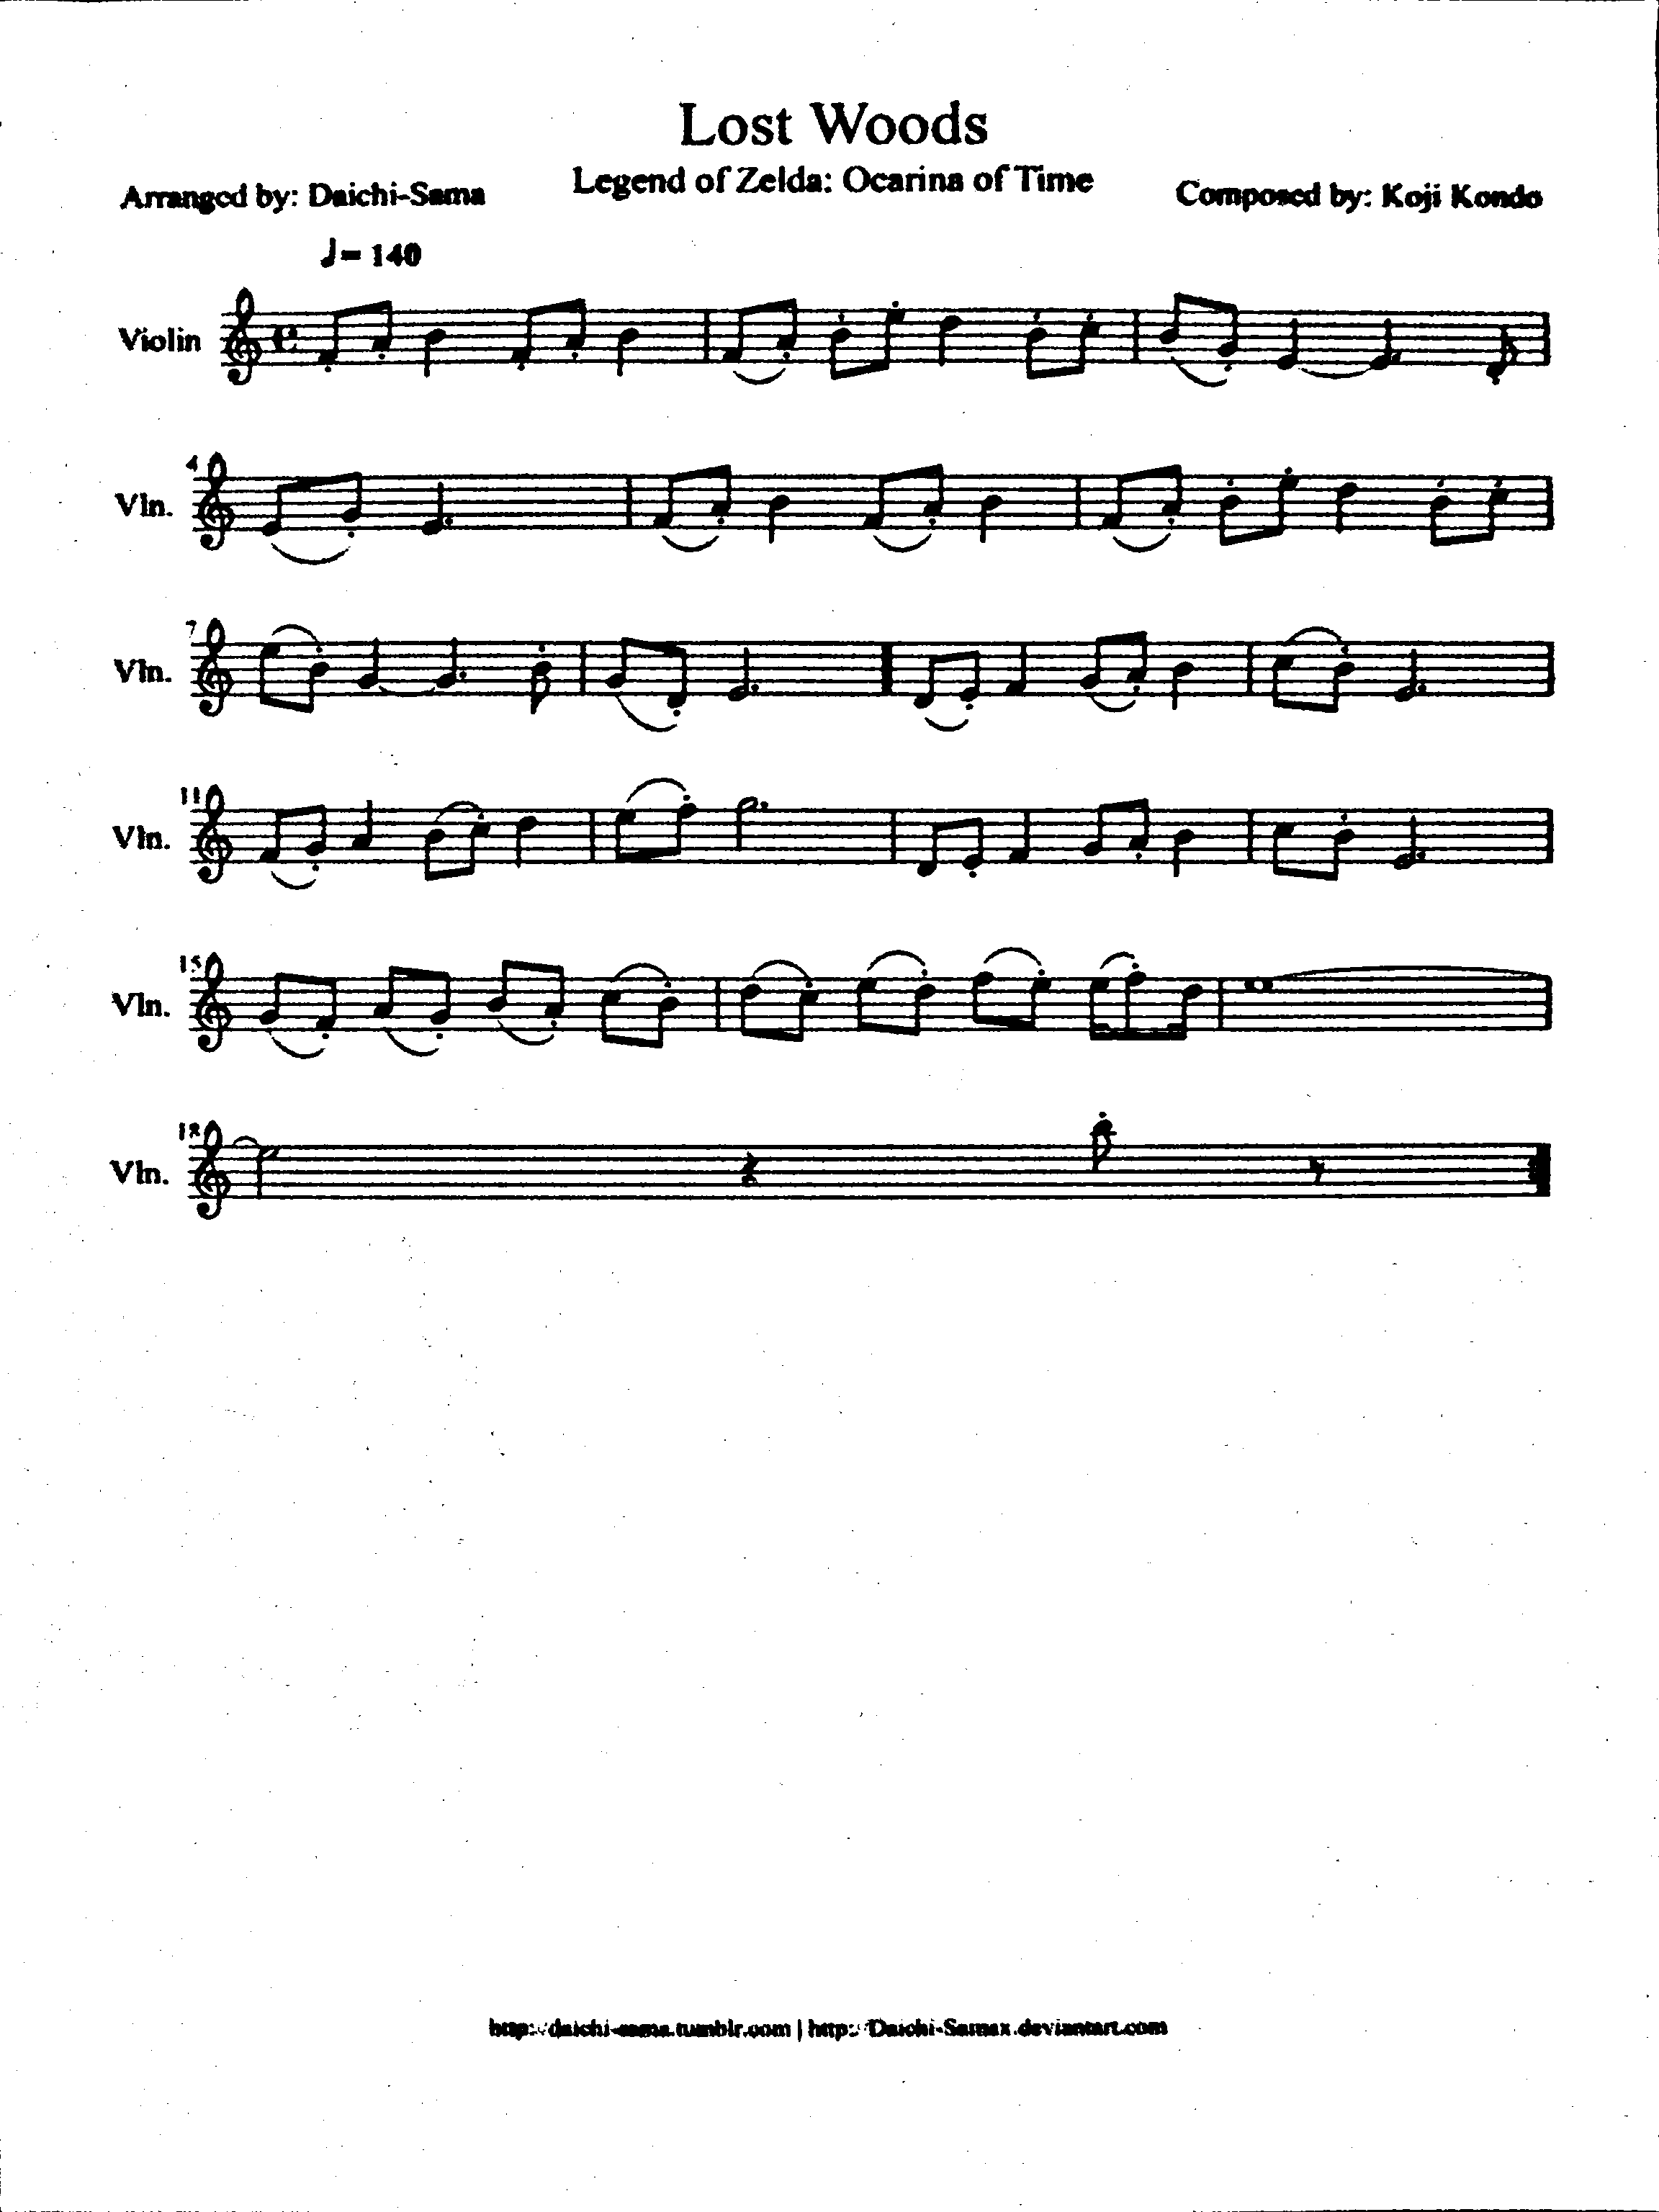 Lost Woods
Legend of Zelda: Ocarina of Time
Arranged by: Daichi-Sama
Composed by: Koji Kondo
♩= 140
Violin
4
Vln.
7
Vln.
11
Vln.
15
Vln.
18
Vln.
http://daichi-sama.tumblr.com | http://Daichi-Samax.deviantart.com